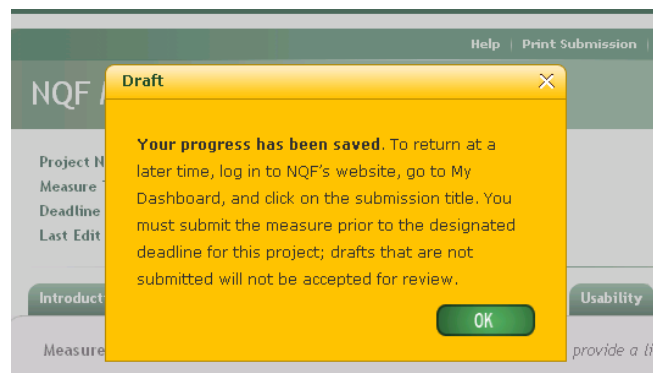 Help | Print Submission |
NQF
Draft
Your progress has been saved. To return at a
later time, log in to NQF's website, go to My
Dashboard, and click on the submission title. You
must submit the measure prior to the designated
deadline for this project; drafts that are not
submitted will not be accepted for review.
OK
Project N
Measure
Deadline
Last Edit
Introduct
Usability
Measure
provide a li